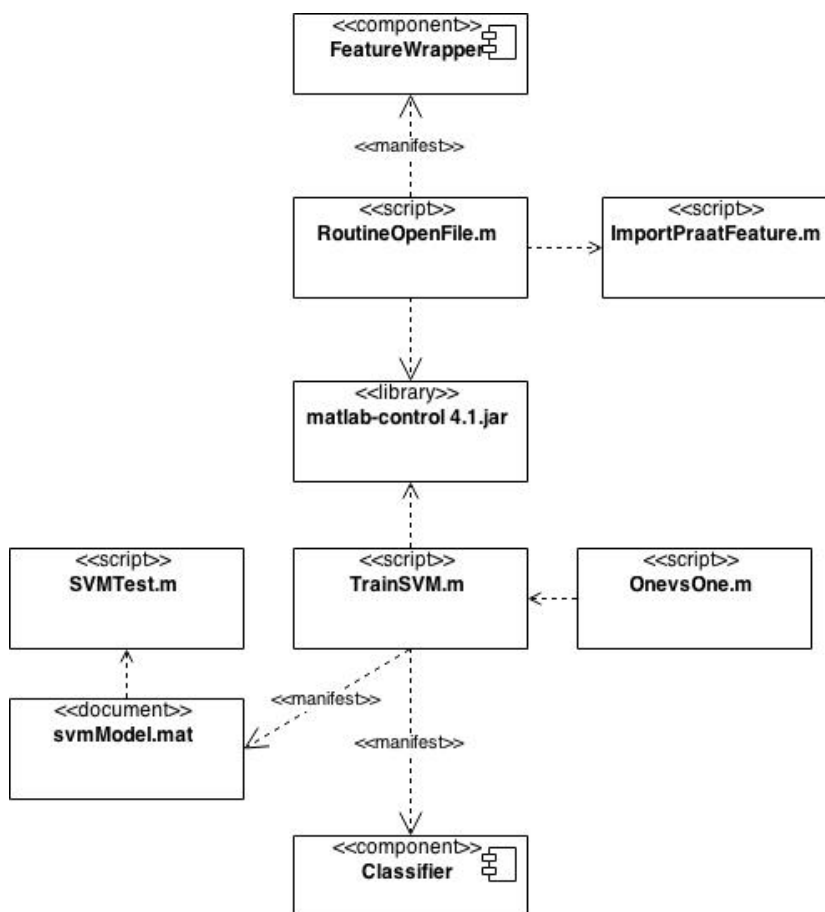 <<component>>
FeatureWrapper
<<manifest>>
<<script>>
RoutineOpenFile.m
<<script>>
ImportPraatFeature.m
<<library>>
matlab-control 4.1.jar
<<script>>
SVMTest.m
<<script>>
TrainSVM.m
<<script>>
OnevsOne.m
<<manifest>>
<<document>>
svmModel.mat
<<manifest>>
<<component>>
Classifier